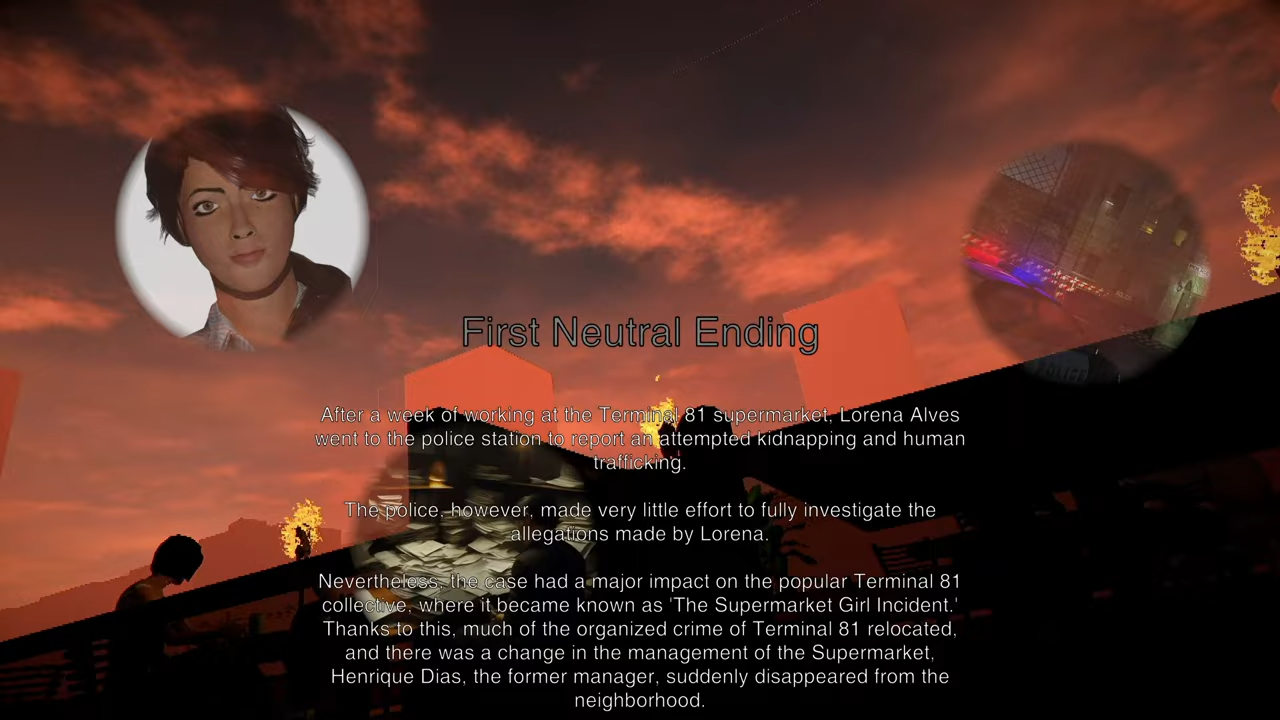 First Neutral Ending
After a week of working at the Terminal 81 supermarket, Lorena Alves
went to the police station to report an attempted kidnapping and human
trafficking.
The police, however, made very little effort to fully investigate the
allegations made by Lorena.
Nevertheless, the case had a major impact on the popular Terminal 81
collective, where it became known as 'The Supermarket Girl Incident.'
Thanks to this, much of the organized crime of Terminal 81 relocated,
and there was a change in the management of the Supermarket,
Henrique Dias, the former manager, suddenly disappeared from the
neighborhood.
POLICE